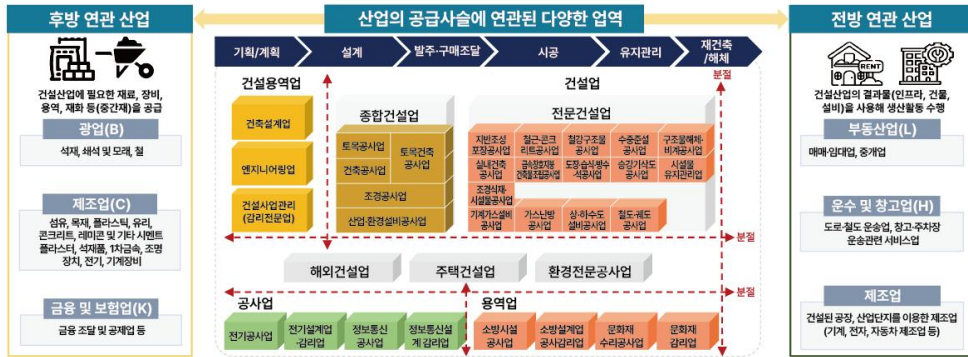 후방 연관 산업
건설산업에 필요한 재료, 장비,
용역, 재화 등(중간재)을 공급
광업(B)
석재, 쇄석 및 모래, 철
제조업(C)
섬유, 목재, 플라스틱, 유리,
콘크리트, 레미콘 및 기타 시멘트
플라스터, 석재품, 1차금속, 조명
장치, 전기, 기계장비
금융 및 보험업(K)
금융 조달 및 공제업 등
산업의 공급사슬에 연관된 다양한 업역
기획/계획
설계
발주·구매조달
시공
유지관리
재건축
/해체
분절
건설용역업
건축설계업
엔지니어링업
건설사업관리
(감리전문업)
건설업
종합건설업
토목공사업
건축공사업
토목건축
공사업
조경공사업
산업·환경설비공사업
전문건설업
지반조성
포장공사업
철근·콘크
리트공사업
철강구조물
공사업
수중준설
공사업
구조물해체·
비계공사업
실내건축
공사업
금속창호지붕
건축물조립공사업
도장·습식·방수
·석공사업
승강기삭도
공사업
시설물
유지관리업
조경식재·
시설물공사업
기계가스설비
공사업
가스난방
공사업
상·하수도
설비공사업
철도·궤도
공사업
분절
해외건설업
주택건설업
환경전문공사업
분절
공사업
전기공사업
전기설계업
·감리업
정보통신
공사업
정보통신설
계 감리업
용역업
소방시설
공사업
소방설계업
공사감리업
문화재
수리공사업
문화재
감리업
전방 연관 산업
RENT
건설산업의 결과물(인프라, 건물,
설비)을 사용해 생산활동 수행
부동산업(L)
매매·임대업, 중개업
운수 및 창고업(H)
도로·철도 운송업, 창고·주차장
운송관련 서비스업
제조업
건설된 공장, 산업단지를 이용한 제조업
(기계, 전자, 자동차 제조업 등)